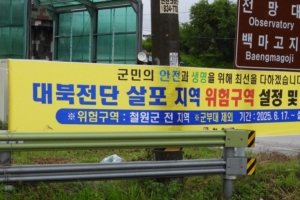 전 망 대
Observatory
백마고지
Baengmagoji
군민의 안전과 생명을 위해 최선을 다하겠습니다
대북전단 살포 지역 위험구역 설정 및
※ 위험구역 : 철원군 전 지역 ※군부대 제외 기간 : 2025. 6. 17. ~